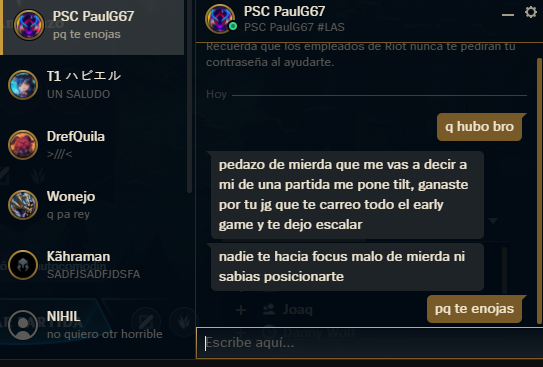 PSC PaulG67
pq te enojas
T1 ハビエル
UN SALUDO
DrefQuila
>///<
Wonejo
q pa rey
Kãhraman
SADFJSADFJDSFA
NIHIL
no quiero otr horrible
PSC PaulG67
PSC PaulG67 #LAS
Recuerda que los empleados de Riot nunca te pedirán tu
contraseña al ayudarte.
Hoy
q hubo bro
pedazo de mierda que me vas a decir a
mi de una partida me pone tilt, ganaste
por tu jg que te carreo todo el early
game y te dejo escalar
nadie te hacia focus malo de mierda ni
sabias posicionarte
pq te enojas
Joaq
Escribe aquí...